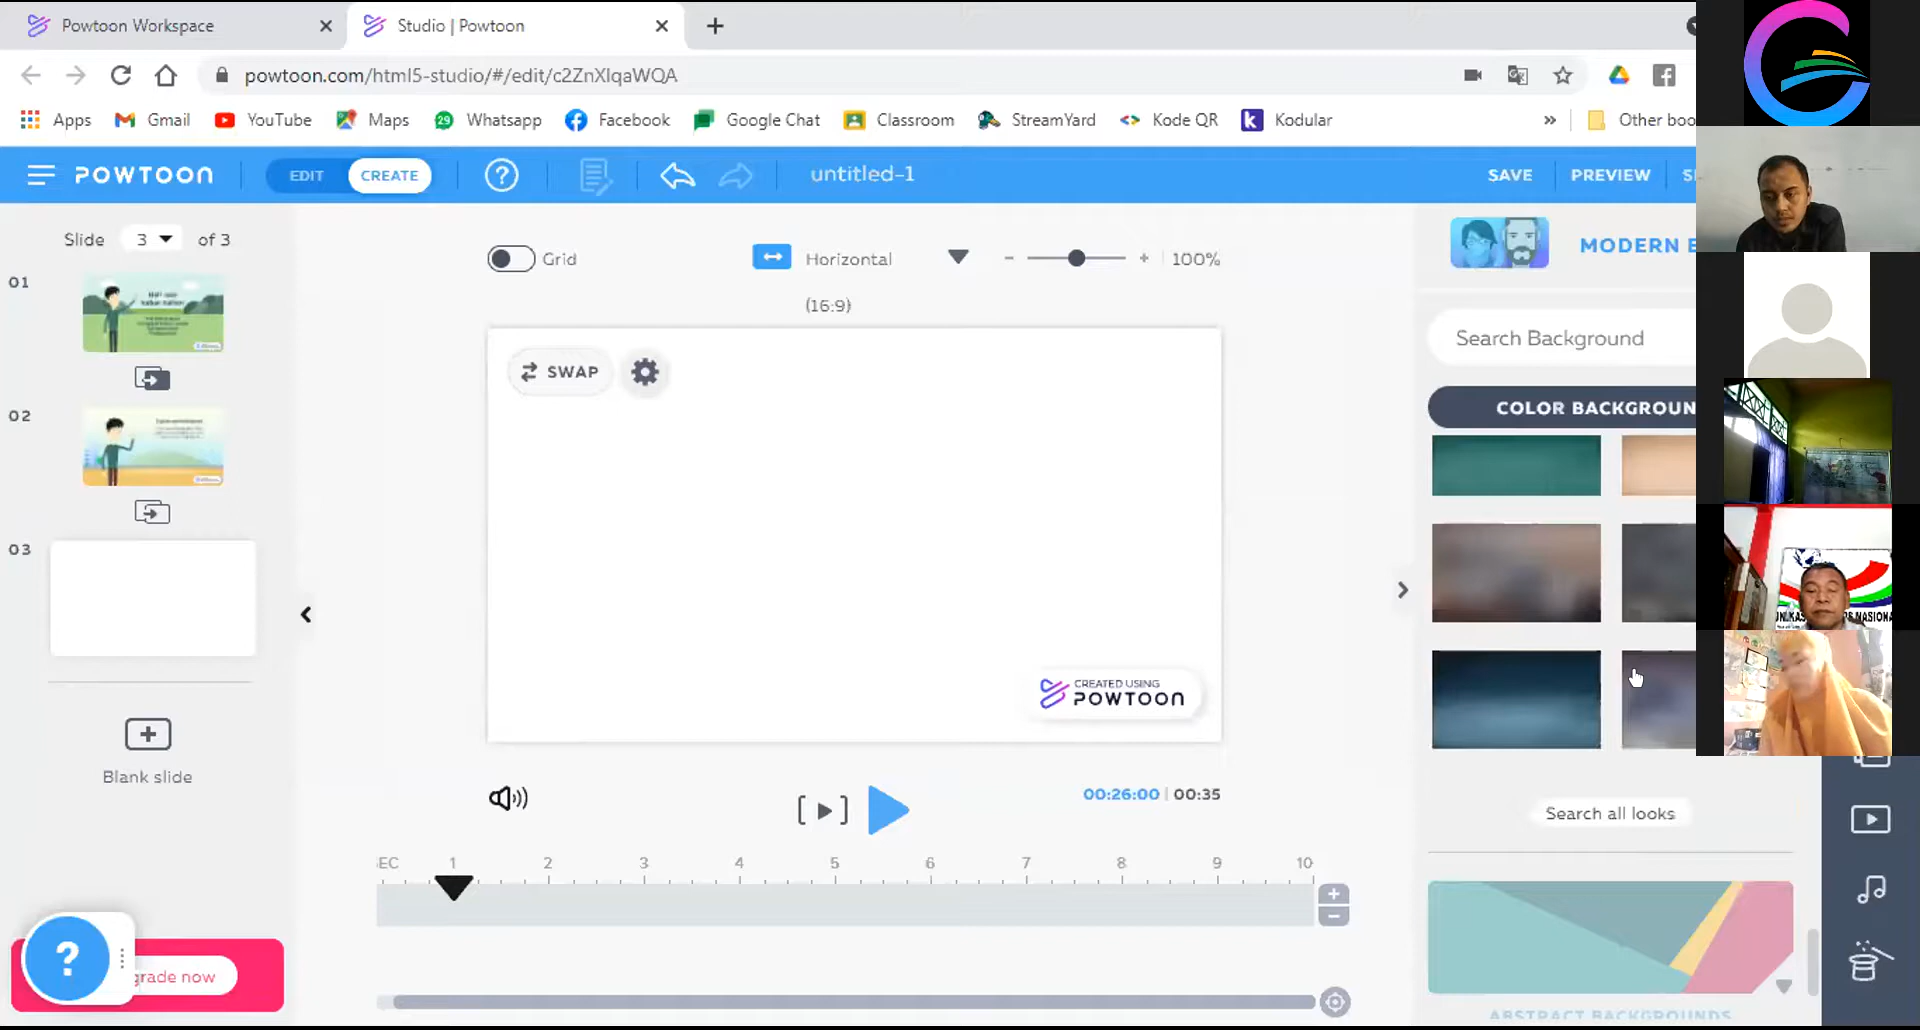 Powtoon Workspace
Studio | Powtoon
powtoon.com/html5-studio/#/edit/c2ZnXlqaWQA
Apps Gmail YouTube Maps 29 Whatsapp Facebook Google Chat Classroom StreamYard Kode QR k Kodular » Other boo
POWTOON EDIT CREATE ? untitled-1 SAVE PREVIEW
Slide 3 of 3
Grid Horizontal 100%
(16:9)
MODERN E
01
Search Background
SWAP
COLOR BACKGROUN
02
03
CREATED USING
POWTOON
Blank slide
00:26:00 | 00:35
Search all looks
SEC 1 2 3 4 5 6 7 8 9 10
? grade now
ABSTRACT BACKGROUNDS